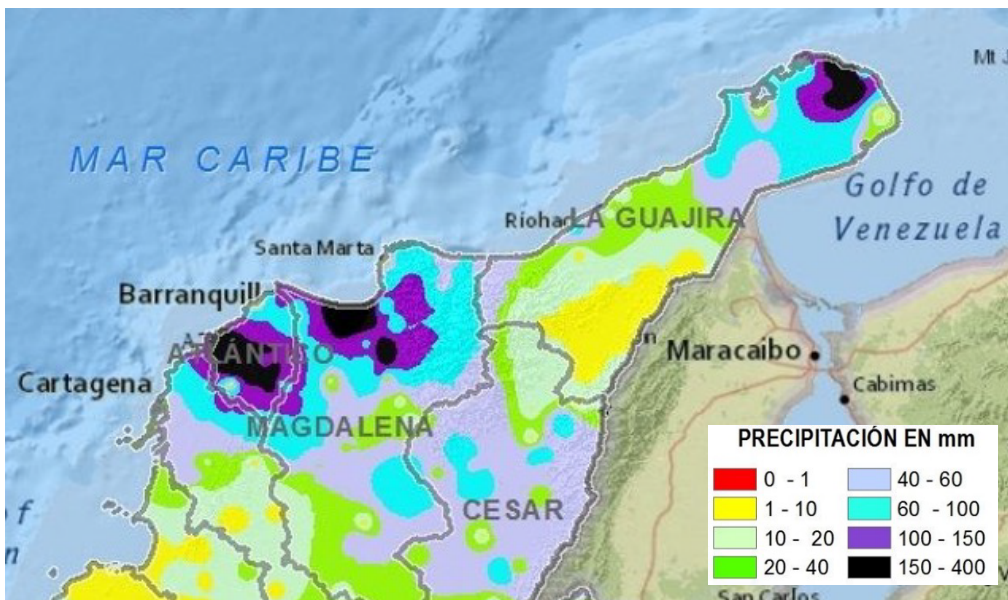 Mt J
MAR CARIBE
Golfo de
Venezuela
Ríohac
LA GUAJIRA
Santa Marta
Barranquill
ATLÁNTICO
Maracaibo
Cartagena
Cabimas
MAGDALENA
CESAR
PRECIPITACIÓN EN mm
0 - 1
40 - 60
1 - 10
60 - 100
10 - 20
100 - 150
20 - 40
150 - 400
San Carlos